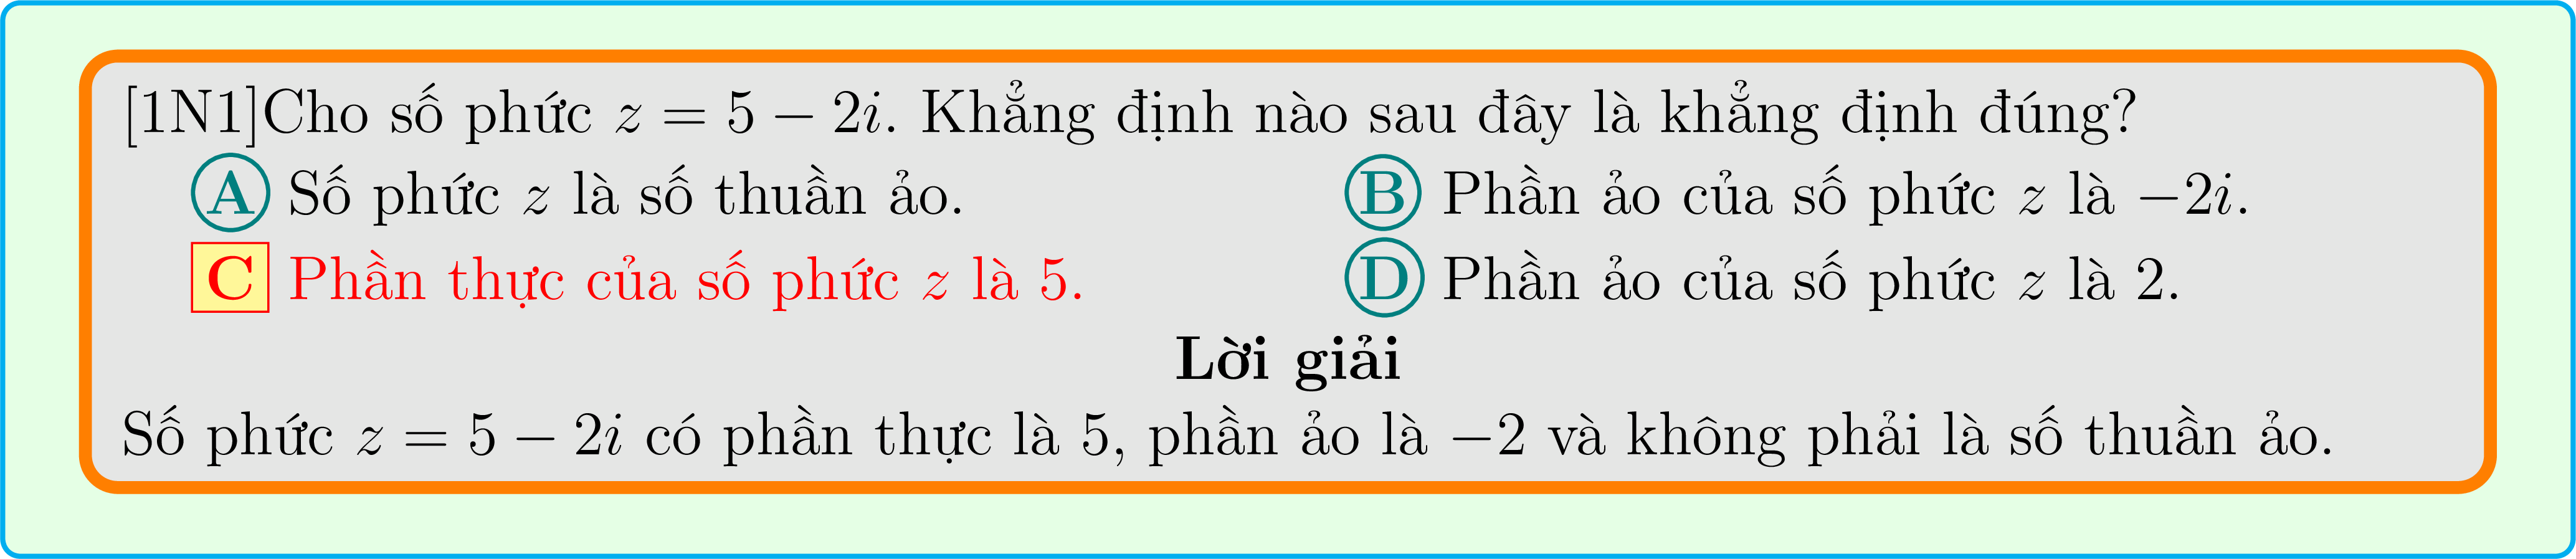 [1N1]Cho số phức z = 5 − 2i. Khẳng định nào sau đây là khẳng định đúng?
A Số phức z là số thuần ảo. B Phần ảo của số phức z là −2i.
C Phần thực của số phức z là 5. D Phần ảo của số phức z là 2.
Lời giải
Số phức z = 5 − 2i có phần thực là 5, phần ảo là −2 và không phải là số thuần ảo.